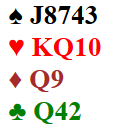 ♠ J8743
♥ KQ10
♦ Q9
♣ Q42